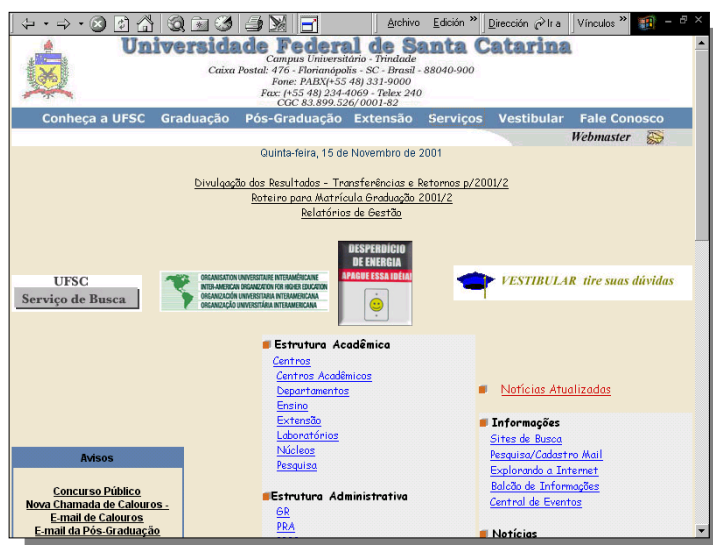 Archivo Edición » Dirección Ir a Vínculos »
Universidade Federal de Santa Catarina
Campus Universitário - Trindade
Caixa Postal: 476 - Florianópolis - SC - Brasil - 88040-900
Fone: PABX(+55 48) 331-9000
Fax: (+55 48) 234-4069 - Telex 240
CGC 83.899.526/0001-82
Conheça a UFSC Graduação Pós-Graduação Extensão Serviços Vestibular Fale Conosco
Webmaster
Quinta-feira, 15 de Novembro de 2001
Divulgação dos Resultados - Transferências e Retornos p/2001/2
Roteiro para Matrícula Graduação 2001/2
Relatórios de Gestão
UFSC
Serviço de Busca
ORGANISATION UNIVERSITAIRE INTERAMÉRICAINE
INTER-AMERICAN ORGANIZATION FOR HIGHER EDUCATION
ORGANIZACIÓN UNIVERSITARIA INTERAMERICANA
ORGANIZAÇÃO UNIVERSITÁRIA INTERAMERICANA
DESPERDÍCIO
DE ENERGIA
APAGUE ESSA IDÉIA!
VESTIBULAR tire suas dúvidas
Avisos
Concurso Público
Nova Chamada de Calouros -
E-mail de Calouros
E-mail da Pós-Graduação
Estrutura Acadêmica
Centros
Centros Acadêmicos
Departamentos
Ensino
Extensão
Laboratórios
Núcleos
Pesquisa
Estrutura Administrativa
GR
PRA
Notícias Atualizadas
Informações
Sites de Busca
Pesquisa/Cadastro Mail
Explorando a Internet
Balcão de Informações
Central de Eventos
Notícias